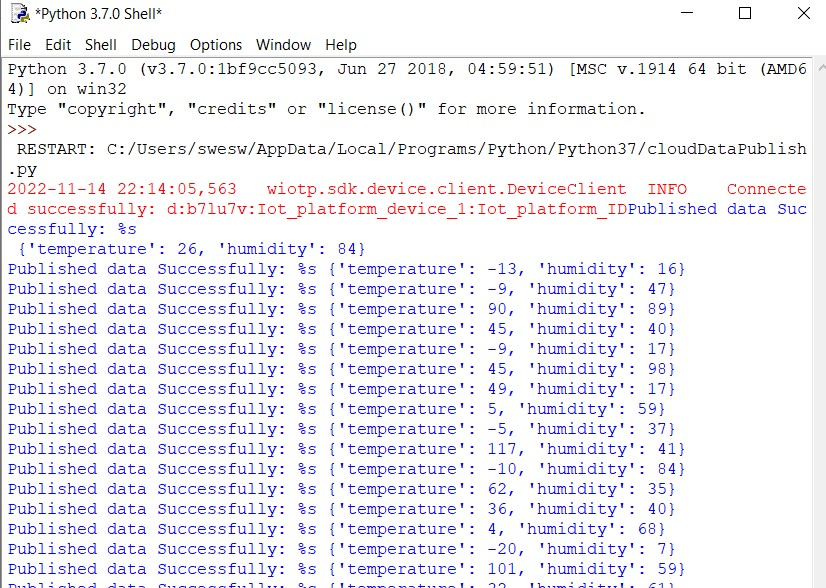 *Python 3.7.0 Shell*
File Edit Shell Debug Options Window Help
Python 3.7.0 (v3.7.0:1bf9cc5093, Jun 27 2018, 04:59:51) [MSC v.1914 64 bit (AMD6
4)] on win32
Type "copyright", "credits" or "license()" for more information.
>>>
 RESTART: C:/Users/swesw/AppData/Local/Programs/Python/Python37/cloudDataPublish
.py
2022-11-14 22:14:05,563   wiotp.sdk.device.client.DeviceClient  INFO    Connecte
d successfully: d:b7lu7v:Iot_platform_device_1:Iot_platform_IDPublished data Suc
cessfully: %s
 {'temperature': 26, 'humidity': 84}
Published data Successfully: %s {'temperature': -13, 'humidity': 16}
Published data Successfully: %s {'temperature': -9, 'humidity': 47}
Published data Successfully: %s {'temperature': 90, 'humidity': 89}
Published data Successfully: %s {'temperature': 45, 'humidity': 40}
Published data Successfully: %s {'temperature': -9, 'humidity': 17}
Published data Successfully: %s {'temperature': 45, 'humidity': 98}
Published data Successfully: %s {'temperature': 49, 'humidity': 17}
Published data Successfully: %s {'temperature': 5, 'humidity': 59}
Published data Successfully: %s {'temperature': -5, 'humidity': 37}
Published data Successfully: %s {'temperature': 117, 'humidity': 41}
Published data Successfully: %s {'temperature': -10, 'humidity': 84}
Published data Successfully: %s {'temperature': 62, 'humidity': 35}
Published data Successfully: %s {'temperature': 36, 'humidity': 40}
Published data Successfully: %s {'temperature': 4, 'humidity': 68}
Published data Successfully: %s {'temperature': -20, 'humidity': 7}
Published data Successfully: %s {'temperature': 101, 'humidity': 59}
Published data Successfully: %s {'temperature':